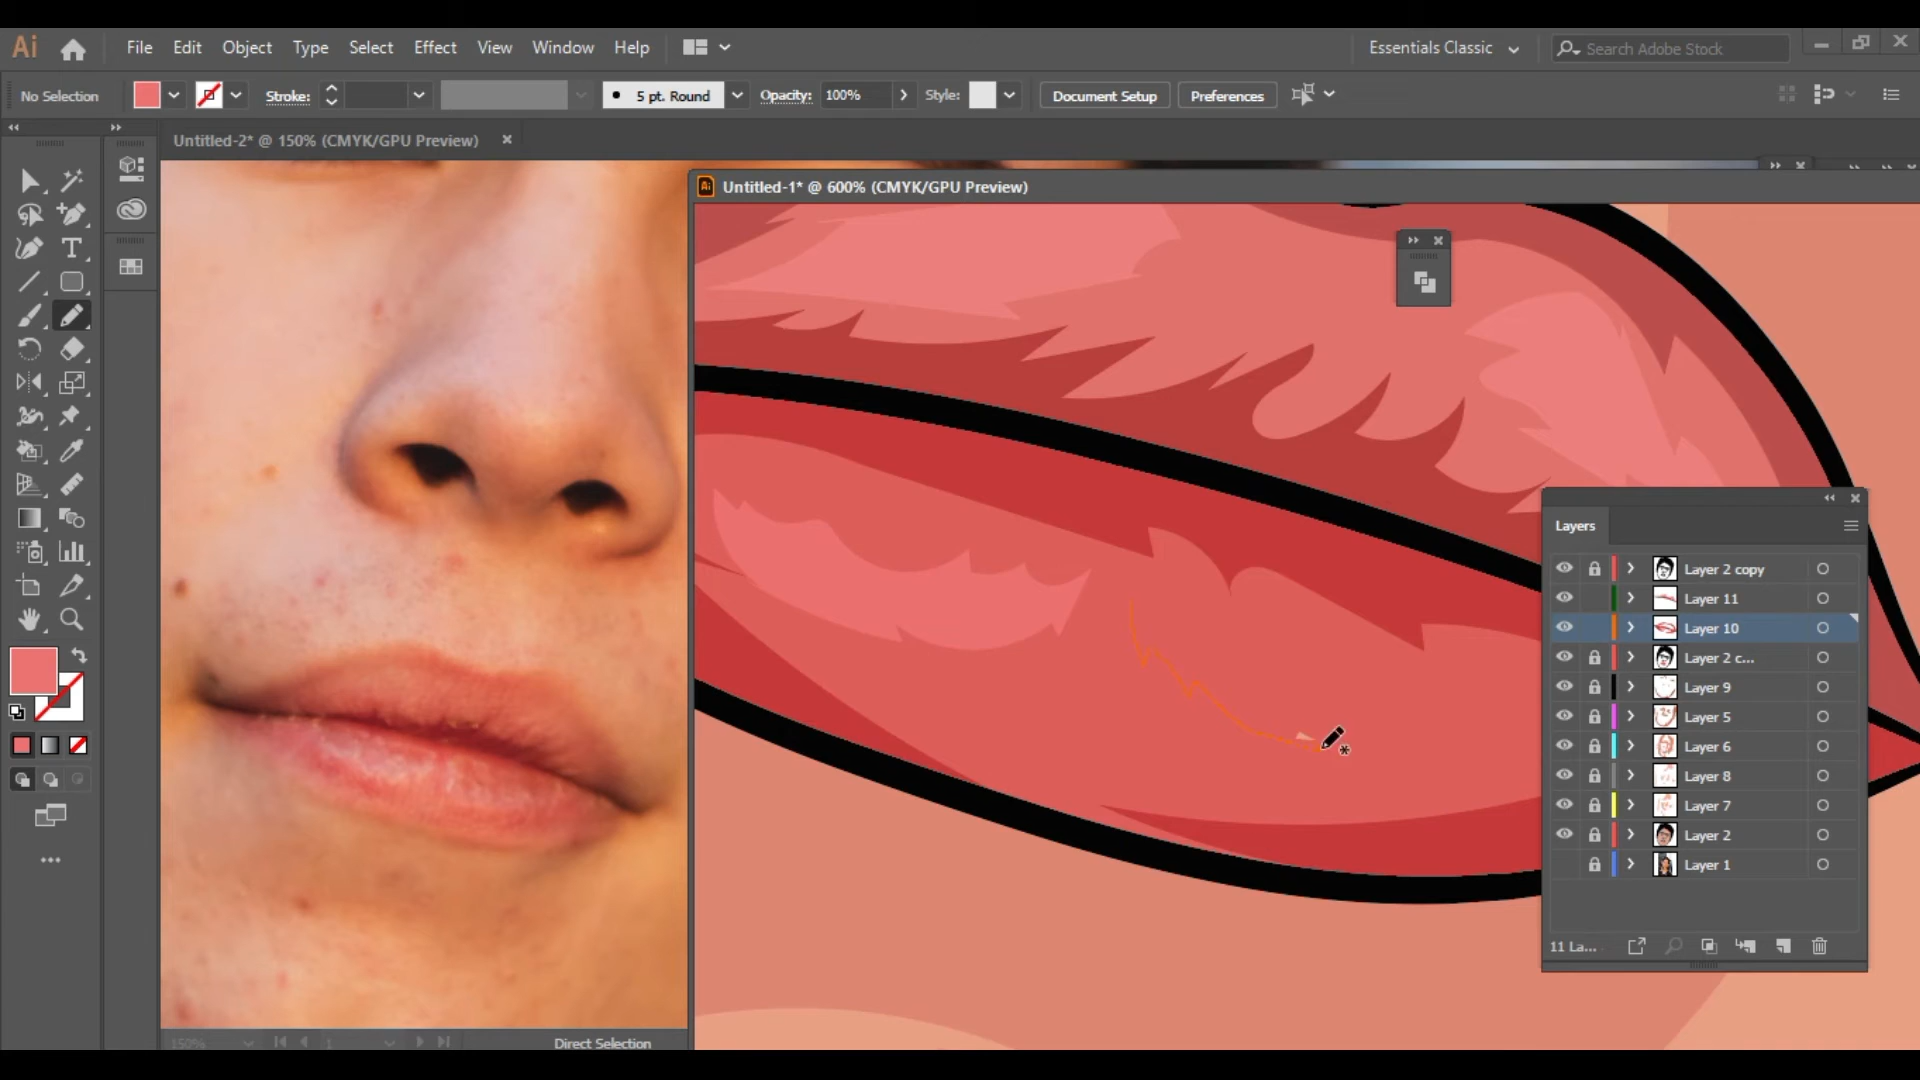 Ai File Edit Object Type Select Effect View Window Help Essentials Classic Search Adobe Stock
No Selection Stroke: 5 pt. Round Opacity: 100% Style: Document Setup Preferences
Untitled-2* @ 150% (CMYK/GPU Preview)
Ai Untitled-1* @ 600% (CMYK/GPU Preview)
T
Layers
Layer 2 copy
Layer 11
Layer 10
Layer 2 c...
Layer 9
Layer 5
Layer 6
Layer 8
Layer 7
Layer 2
Layer 1
11 La...
150% 1 Direct Selection